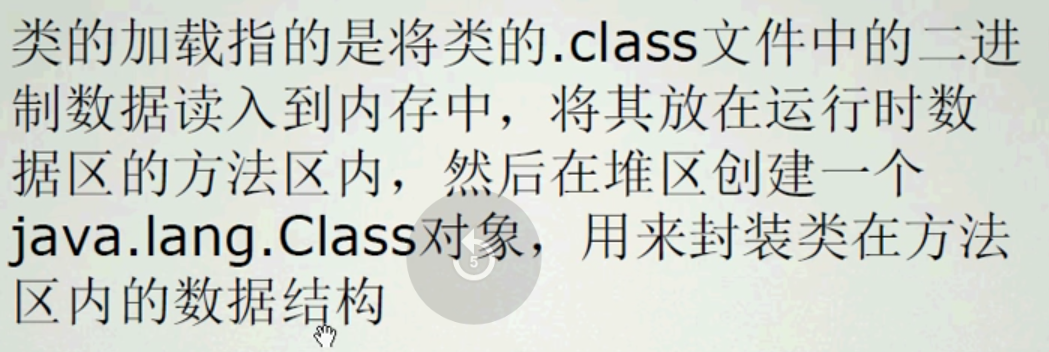 类的加载指的是将类的.class文件中的二进
制数据读入到内存中，将其放在运行时数
据区的方法区内，然后在堆区创建一个
java.lang.Class对象，用来封装类在方法
区内的数据结构
5